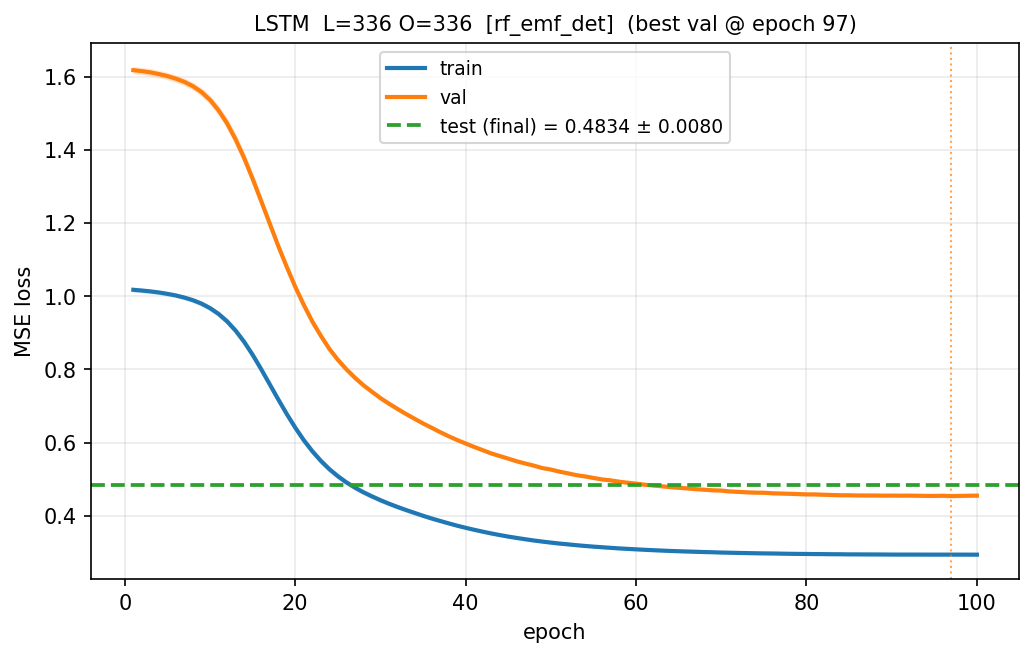 LSTM L=336 O=336 [rf_emf_det] (best val @ epoch 97)
train
val
test (final) = 0.4834 ± 0.0080
MSE loss
1.6
1.4
1.2
1.0
0.8
0.6
0.4
0 20 40 60 80 100
epoch